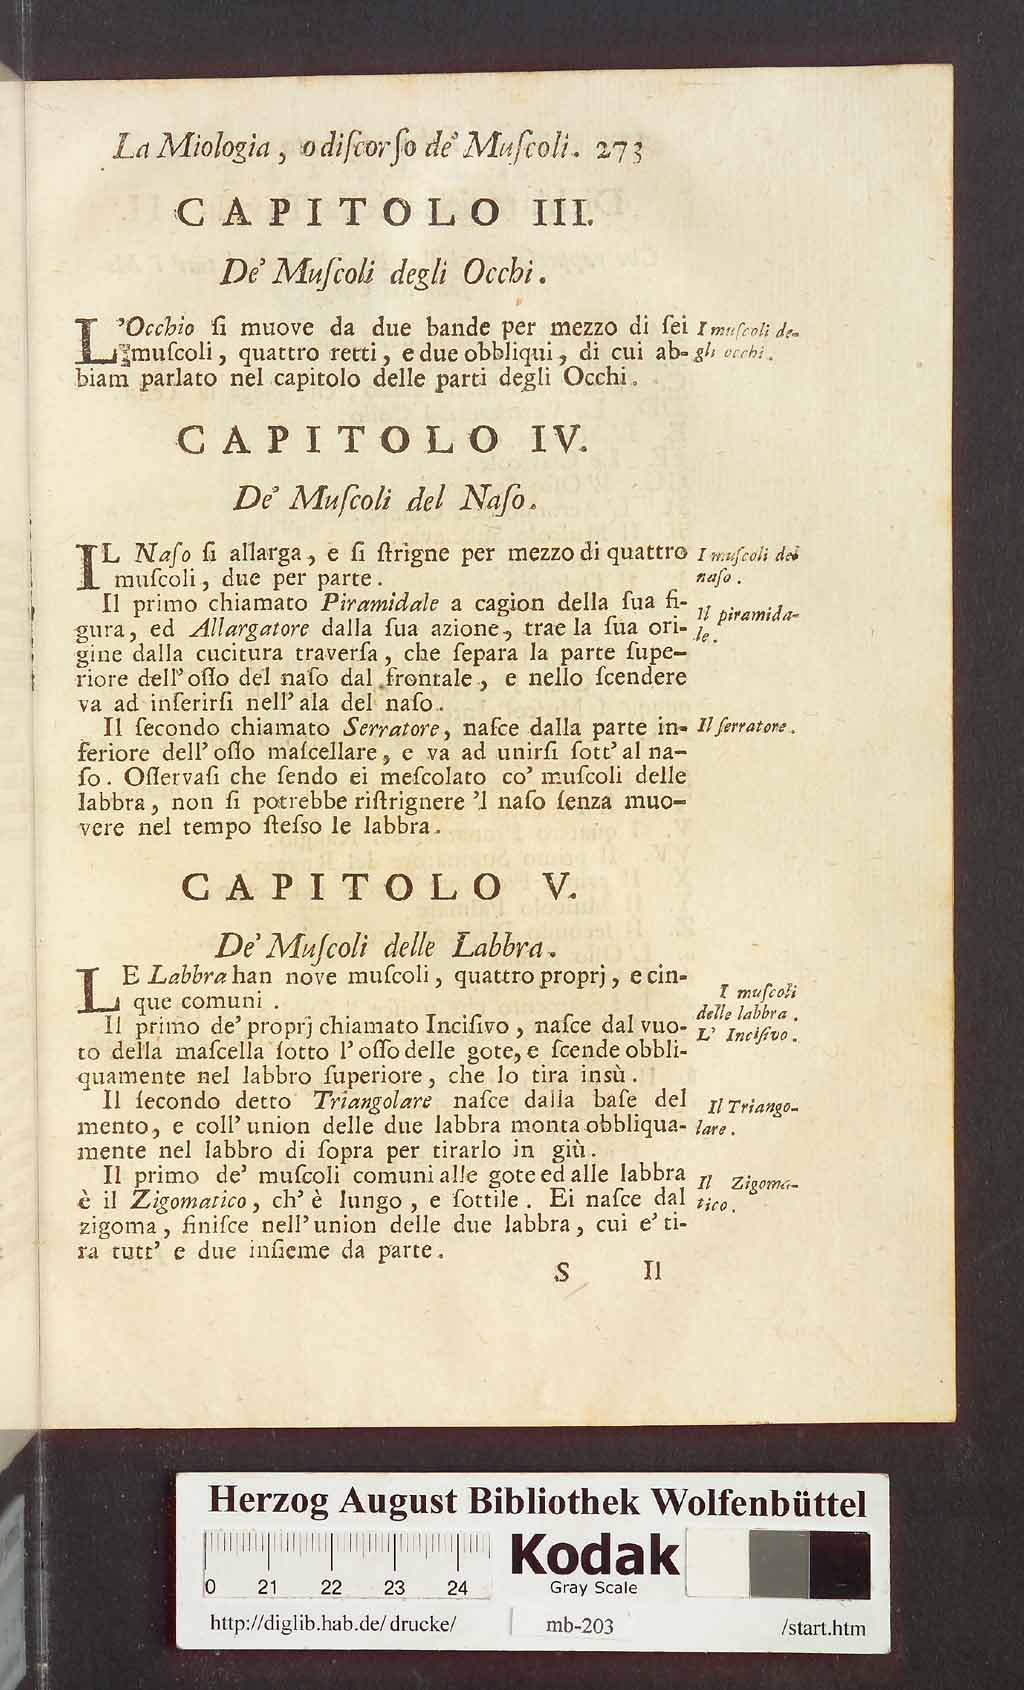 La Miologia, o diſcorſo de' Muſcoli. 273
CAPITOLO III.
De' Muſcoli degli Occhi.
L'Occhio ſi muove da due bande per mezzo di ſei
muſcoli, quattro retti, e due obbliqui, di cui ab-
biam parlato nel capitolo delle parti degli Occhi.
I muſcoli de-
gli occhi.
CAPITOLO IV.
De' Muſcoli del Naſo.
IL Naſo ſi allarga, e ſi ſtrigne per mezzo di quattro
muſcoli, due per parte.
I muſcoli del
naſo.
Il primo chiamato Piramidale a cagion della ſua fi-
gura, ed Allargatore dalla ſua azione, trae la ſua ori-
gine dalla cucitura traverſa, che ſepara la parte ſupe-
riore dell' oſſo del naſo dal frontale, e nello ſcendere
va ad inſerirſi nell' ala del naſo.
Il piramida-
le.
Il ſecondo chiamato Serratore, naſce dalla parte in-
feriore dell' oſſo maſcellare, e va ad unirſi ſott' al na-
ſo. Oſſervaſi che ſendo ei meſcolato co' muſcoli delle
labbra, non ſi potrebbe riſtrignere 'l naſo ſenza muo-
vere nel tempo ſteſso le labbra.
Il ſerratore.
CAPITOLO V.
De' Muſcoli delle Labbra.
LE Labbra han nove muſcoli, quattro proprj, e cin-
que comuni.
I muſcoli
delle labbra.
Il primo de' proprj chiamato Inciſivo, naſce dal vuo-
to della maſcella ſotto l' oſſo delle gote, e ſcende obbli-
quamente nel labbro ſuperiore, che lo tira insù.
L' Inciſivo.
Il ſecondo detto Triangolare naſce dalla baſe del
mento, e coll' union delle due labbra monta obbliqua-
mente nel labbro di ſopra per tirarlo in giù.
Il Triango-
lare.
Il primo de' muſcoli comuni alle gote ed alle labbra
è il Zigomatico, ch' è lungo, e ſottile. Ei naſce dal
zigoma, finiſce nell' union delle due labbra, cui e' ti-
ra tutt' e due inſieme da parte.
Il Zigoma-
tico.
S Il
Herzog August Bibliothek Wolfenbüttel
Kodak
Gray Scale
0 21 22 23 24
http://diglib.hab.de/drucke/ mb-203 /start.htm